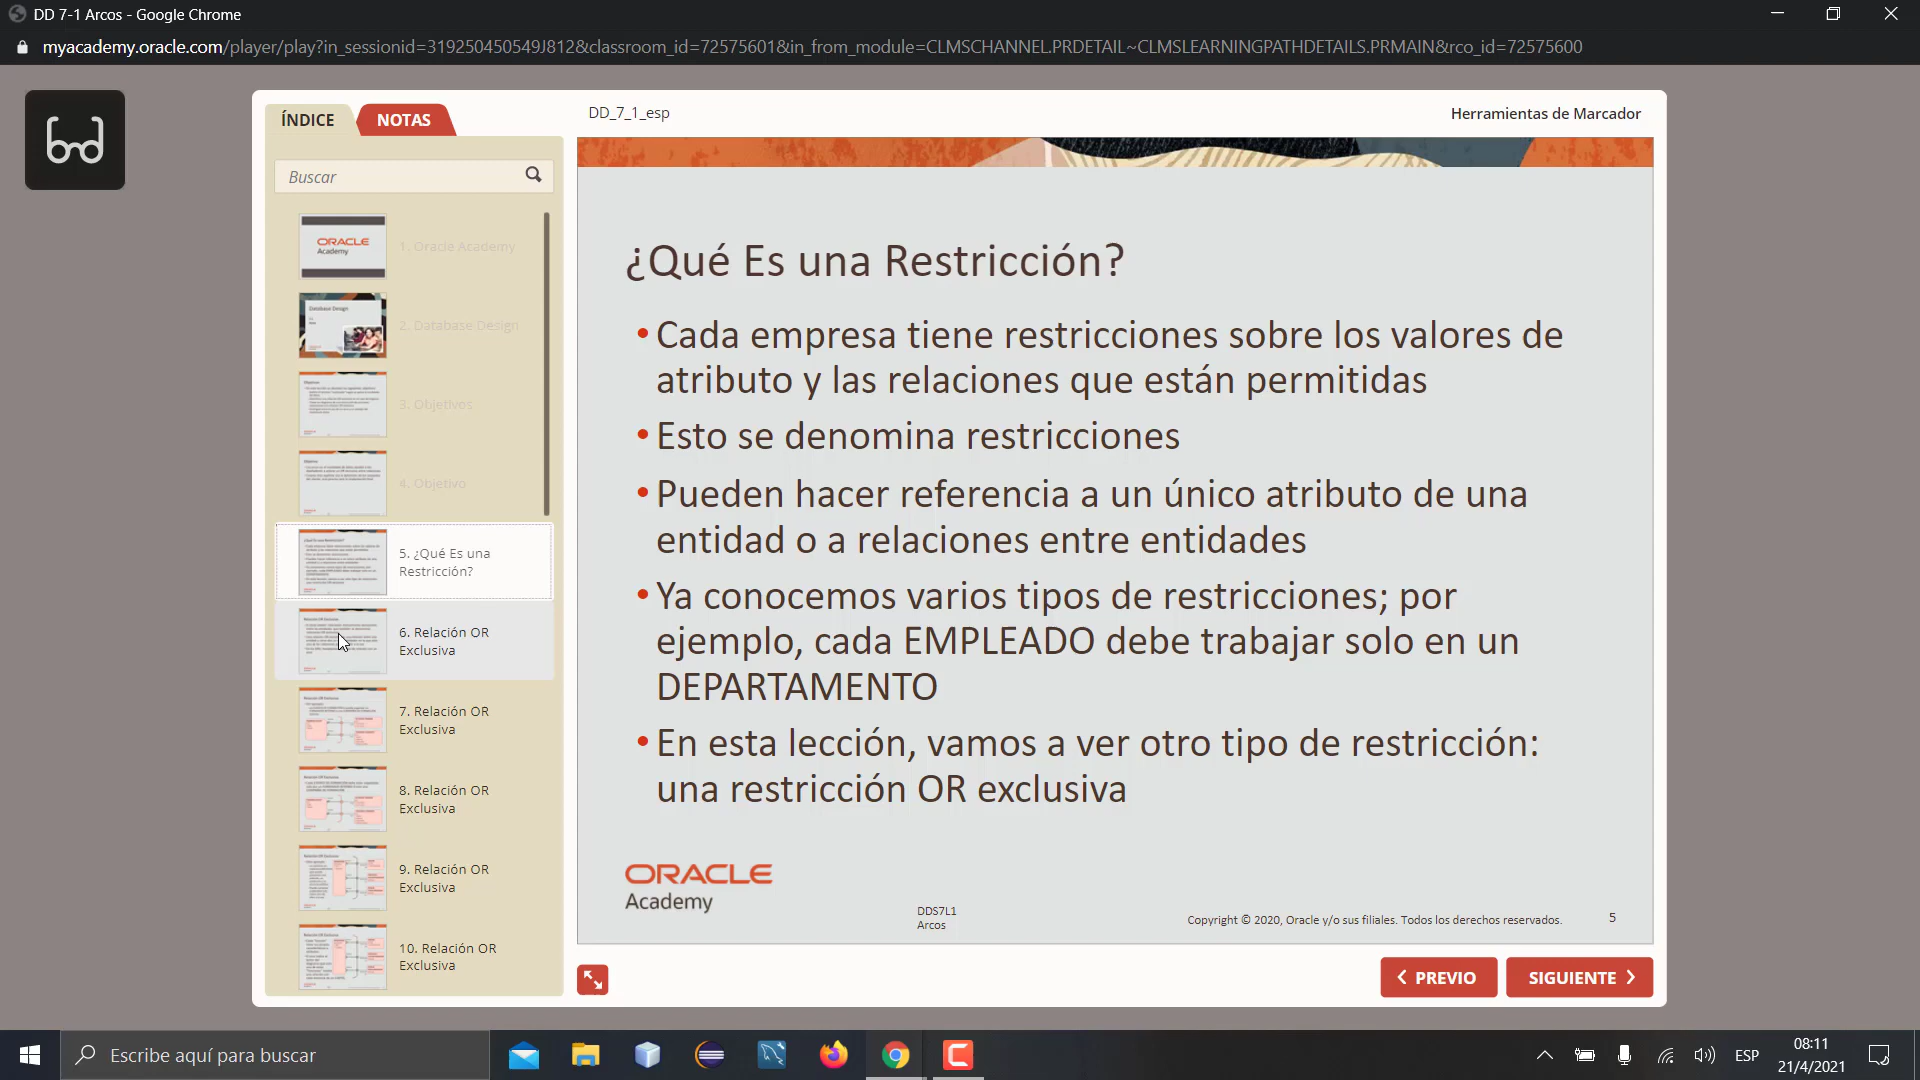 DD 7-1 Arcos - Google Chrome
myacademy.oracle.com/player/play?in_sessionid=319250450549J812&classroom_id=72575601&in_from_module=CLMSCHANNEL.PRDETAIL~CLMSLEARNINGPATHDETAILS.PRMAIN&rco_id=72575600
ÍNDICE
NOTAS
DD_7_1_esp
Herramientas de Marcador
Buscar
ORACLE
Academy
1. Oracle Academy
Database Design
2. Database Design
3. Objetivos
4. Objetivo
5. ¿Qué Es una
Restricción?
6. Relación OR
Exclusiva
7. Relación OR
Exclusiva
8. Relación OR
Exclusiva
9. Relación OR
Exclusiva
10. Relación OR
Exclusiva
¿Qué Es una Restricción?
•Cada empresa tiene restricciones sobre los valores de
atributo y las relaciones que están permitidas
•Esto se denomina restricciones
•Pueden hacer referencia a un único atributo de una
entidad o a relaciones entre entidades
•Ya conocemos varios tipos de restricciones; por
ejemplo, cada EMPLEADO debe trabajar solo en un
DEPARTAMENTO
•En esta lección, vamos a ver otro tipo de restricción:
una restricción OR exclusiva
ORACLE
Academy
DDS7L1
Arcos
Copyright © 2020, Oracle y/o sus filiales. Todos los derechos reservados.
5
PREVIO
SIGUIENTE
Escribe aquí para buscar
ESP
08:11
21/4/2021